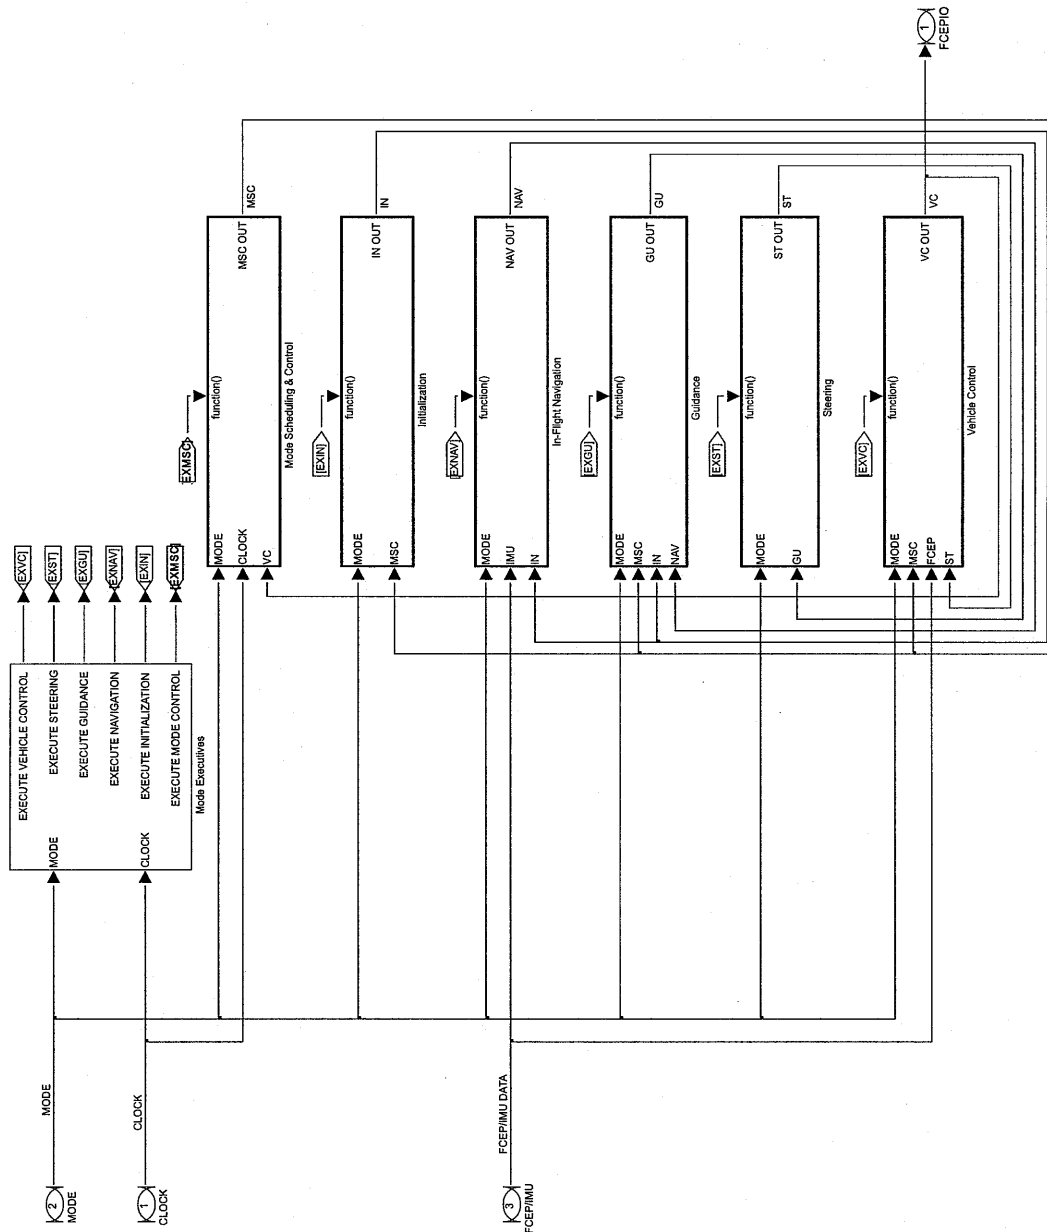 2
MODE
MODE
1
CLOCK
CLOCK
3
FCEP/IMU
FCEP/IMU DATA
MODE
CLOCK
EXECUTE VEHICLE CONTROL
EXECUTE STEERING
EXECUTE GUIDANCE
EXECUTE NAVIGATION
EXECUTE INITIALIZATION
EXECUTE MODE CONTROL
Mode Executives
[EXVC]
[EXST]
[EXGU]
[EXNAV]
[EXIN]
[EXMSC]
[EXMSC]
function()
MODE
CLOCK
VC
MSC OUT
MSC
Mode Scheduling & Control
[EXIN]
function()
MODE
MSC
IN OUT
IN
Initialization
[EXNAV]
function()
MODE
IMU
IN
NAV OUT
NAV
In-Flight Navigation
[EXGU]
function()
MODE
MSC
IN
NAV
GU OUT
GU
Guidance
[EXST]
function()
MODE
GU
ST OUT
ST
Steering
[EXVC]
function()
MODE
MSC
FCEP
ST
VC OUT
VC
Vehicle Control
1
FCEPIO